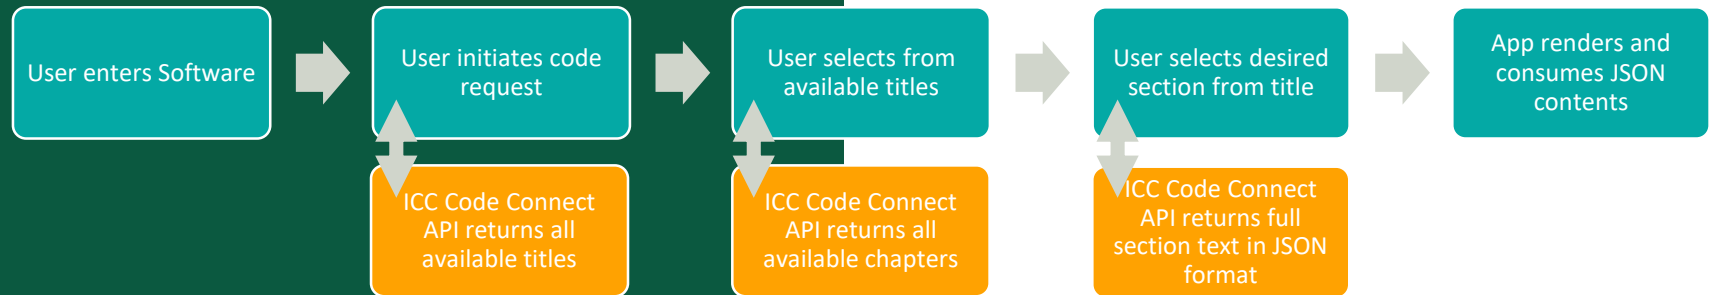 User enters Software
User initiates code
request
User selects from
available titles
User selects desired
section from title
App renders and
consumes JSON
contents
ICC Code Connect
API returns all
available titles
ICC Code Connect
API returns all
available chapters
ICC Code Connect
API returns full
section text in JSON
format